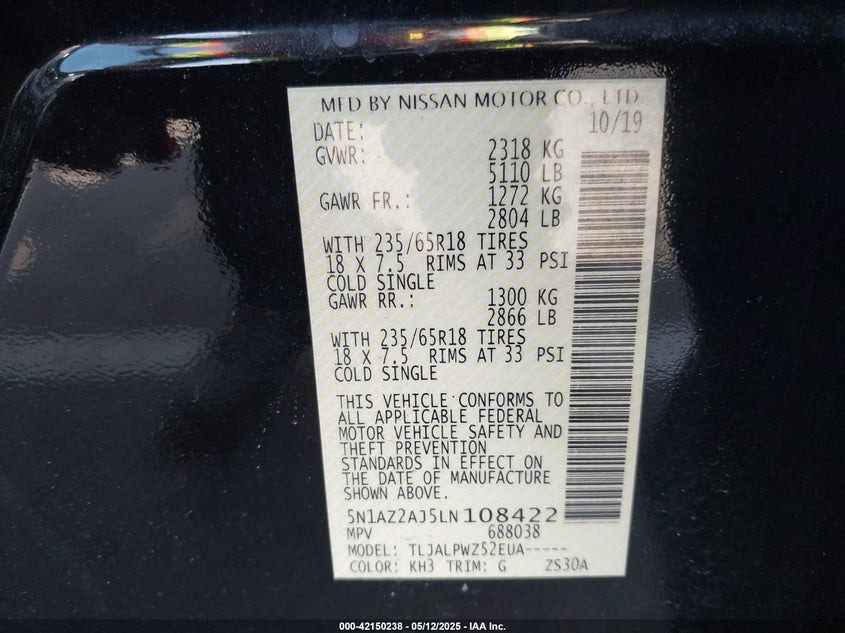 MFD BY NISSAN MOTOR CO., LTD.
DATE: 10/19
GVWR: 2318 KG
5110 LB
GAWR FR.: 1272 KG
2804 LB
WITH 235/65R18 TIRES
18 X 7.5 RIMS AT 33 PSI
COLD SINGLE
GAWR RR.: 1300 KG
2866 LB
WITH 235/65R18 TIRES
18 X 7.5 RIMS AT 33 PSI
COLD SINGLE
THIS VEHICLE CONFORMS TO
ALL APPLICABLE FEDERAL
MOTOR VEHICLE SAFETY AND
THEFT PREVENTION
STANDARDS IN EFFECT ON
THE DATE OF MANUFACTURE
SHOWN ABOVE.
5N1AZ2AJ5LN108422
MPV 688038
MODEL: TLJALPWZ52EUA-----
COLOR: KH3 TRIM: G ZS30A
000-42150238 - 05/12/2025 - IAA Inc.